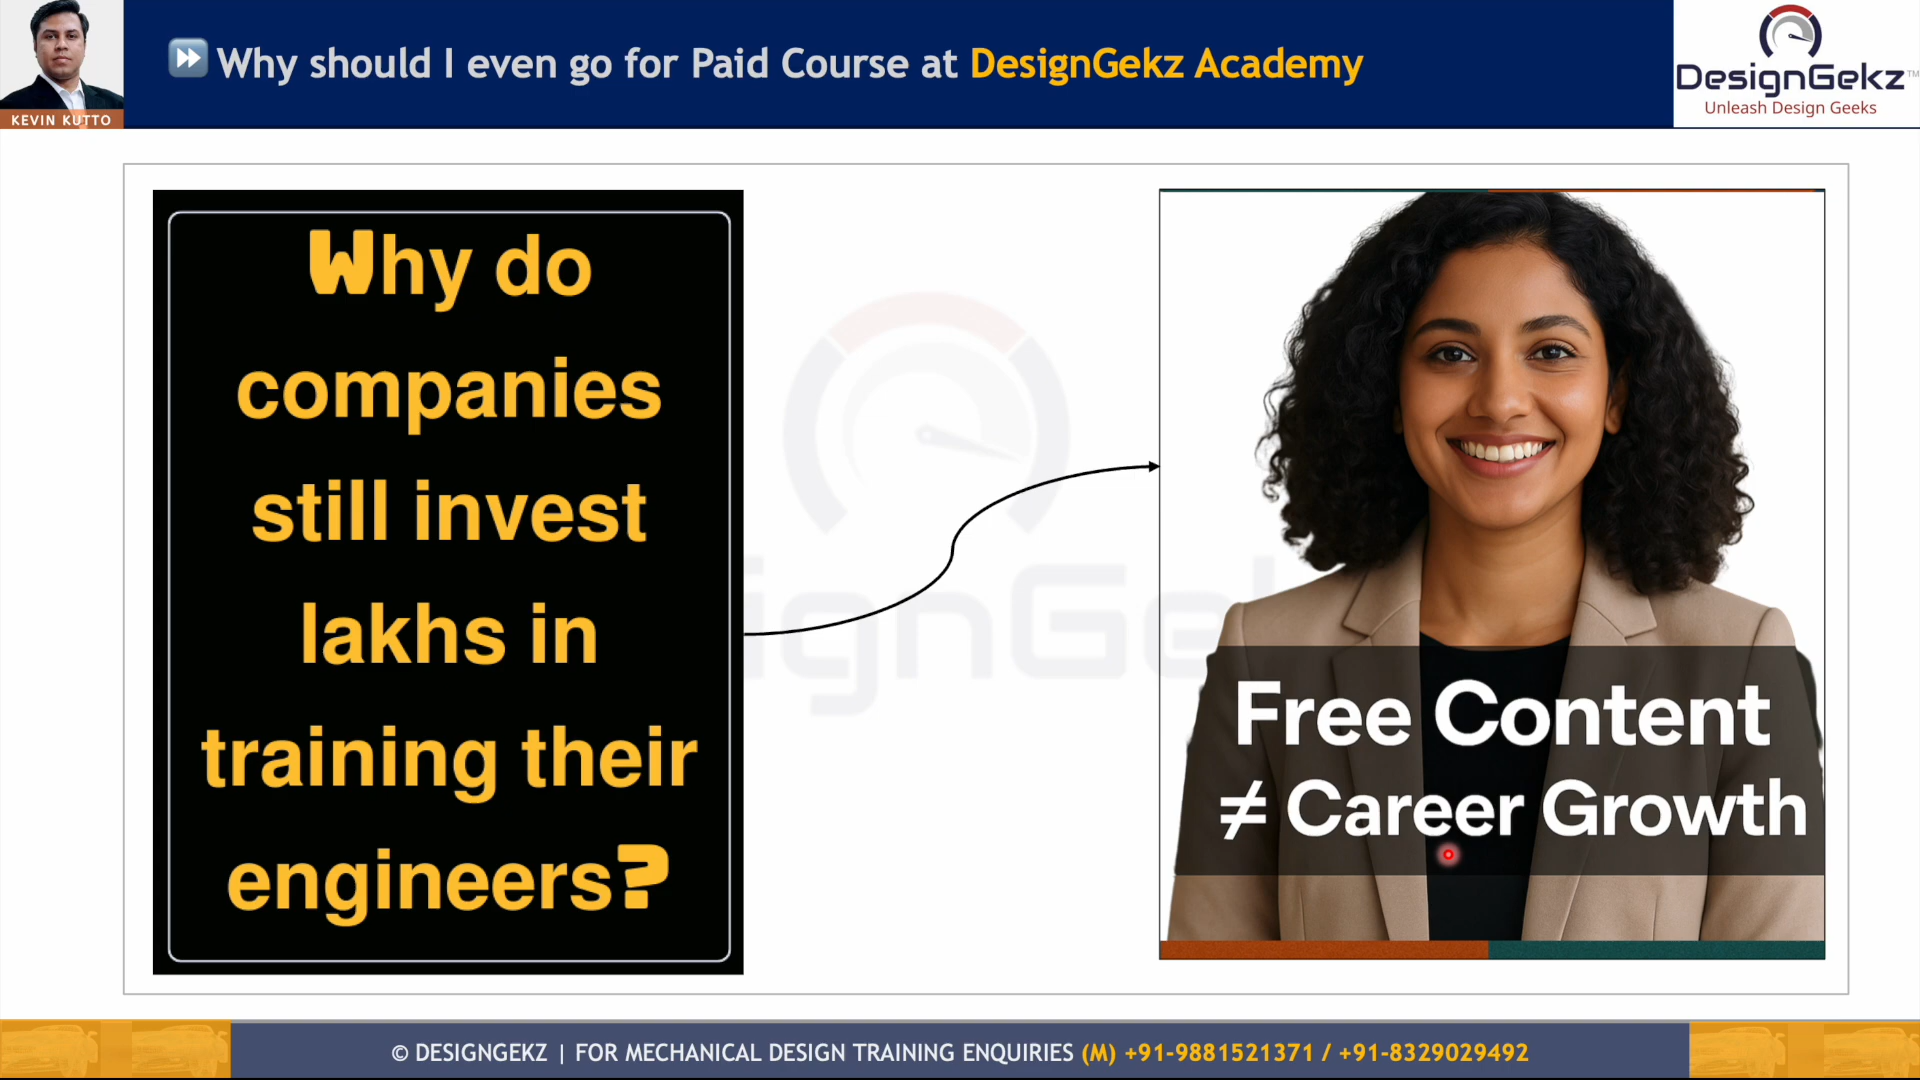 KEVIN KUTTO
Why should I even go for Paid Course at DesignGekz Academy
DesignGekz™
Unleash Design Geeks
Why do
companies
still invest
lakhs in
training their
engineers?
ignGe
Free Content
≠ Career Growth
© DESIGNGEKZ | FOR MECHANICAL DESIGN TRAINING ENQUIRIES (M) +91-9881521371 / +91-8329029492